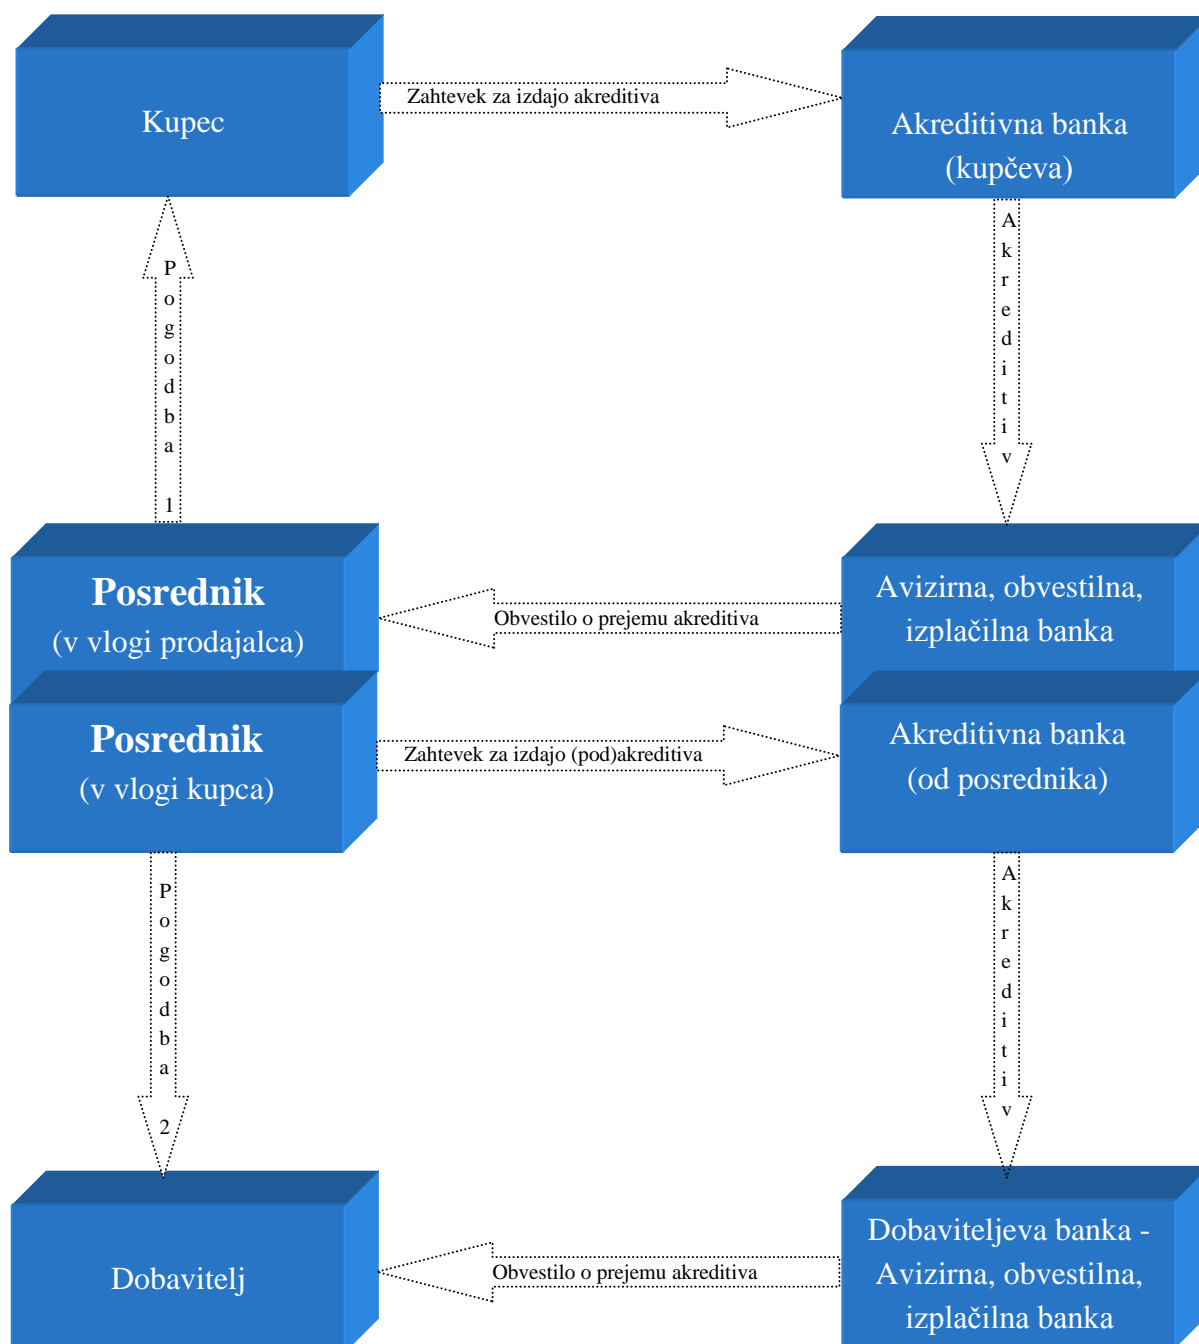 Kupec
Zahtevek za izdajo akreditiva
Akreditivna banka
(kupčeva)
Pogodba 1
Akreditiv
Posrednik
(v vlogi prodajalca)
Obvestilo o prejemu akreditiva
Avizirna, obvestilna,
izplačilna banka
Posrednik
(v vlogi kupca)
Zahtevek za izdajo (pod)akreditiva
Akreditivna banka
(od posrednika)
Pogodba 2
Akreditiv
Dobavitelj
Obvestilo o prejemu akreditiva
Dobaviteljeva banka -
Avizirna, obvestilna,
izplačilna banka